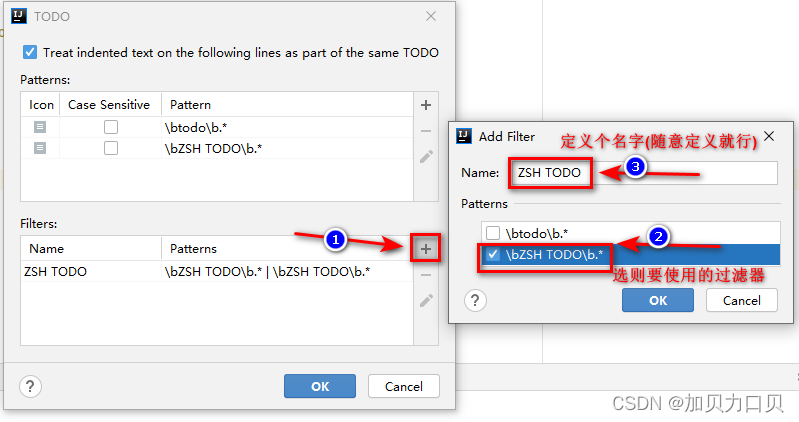 TODO
Treat indented text on the following lines as part of the same TODO
Patterns:
Icon Case Sensitive Pattern
\btodo\b.*
\bZSH TODO\b.*
Filters:
Name Patterns
ZSH TODO \bZSH TODO\b.* | \bZSH TODO\b.*
1
? OK Cancel
Add Filter
定义个名字(随意定义就行)
Name: ZSH TODO
3
Patterns
\btodo\b.*
2
\bZSH TODO\b.*
选则要使用的过滤器
? OK Cancel
CSDN @加贝力口贝